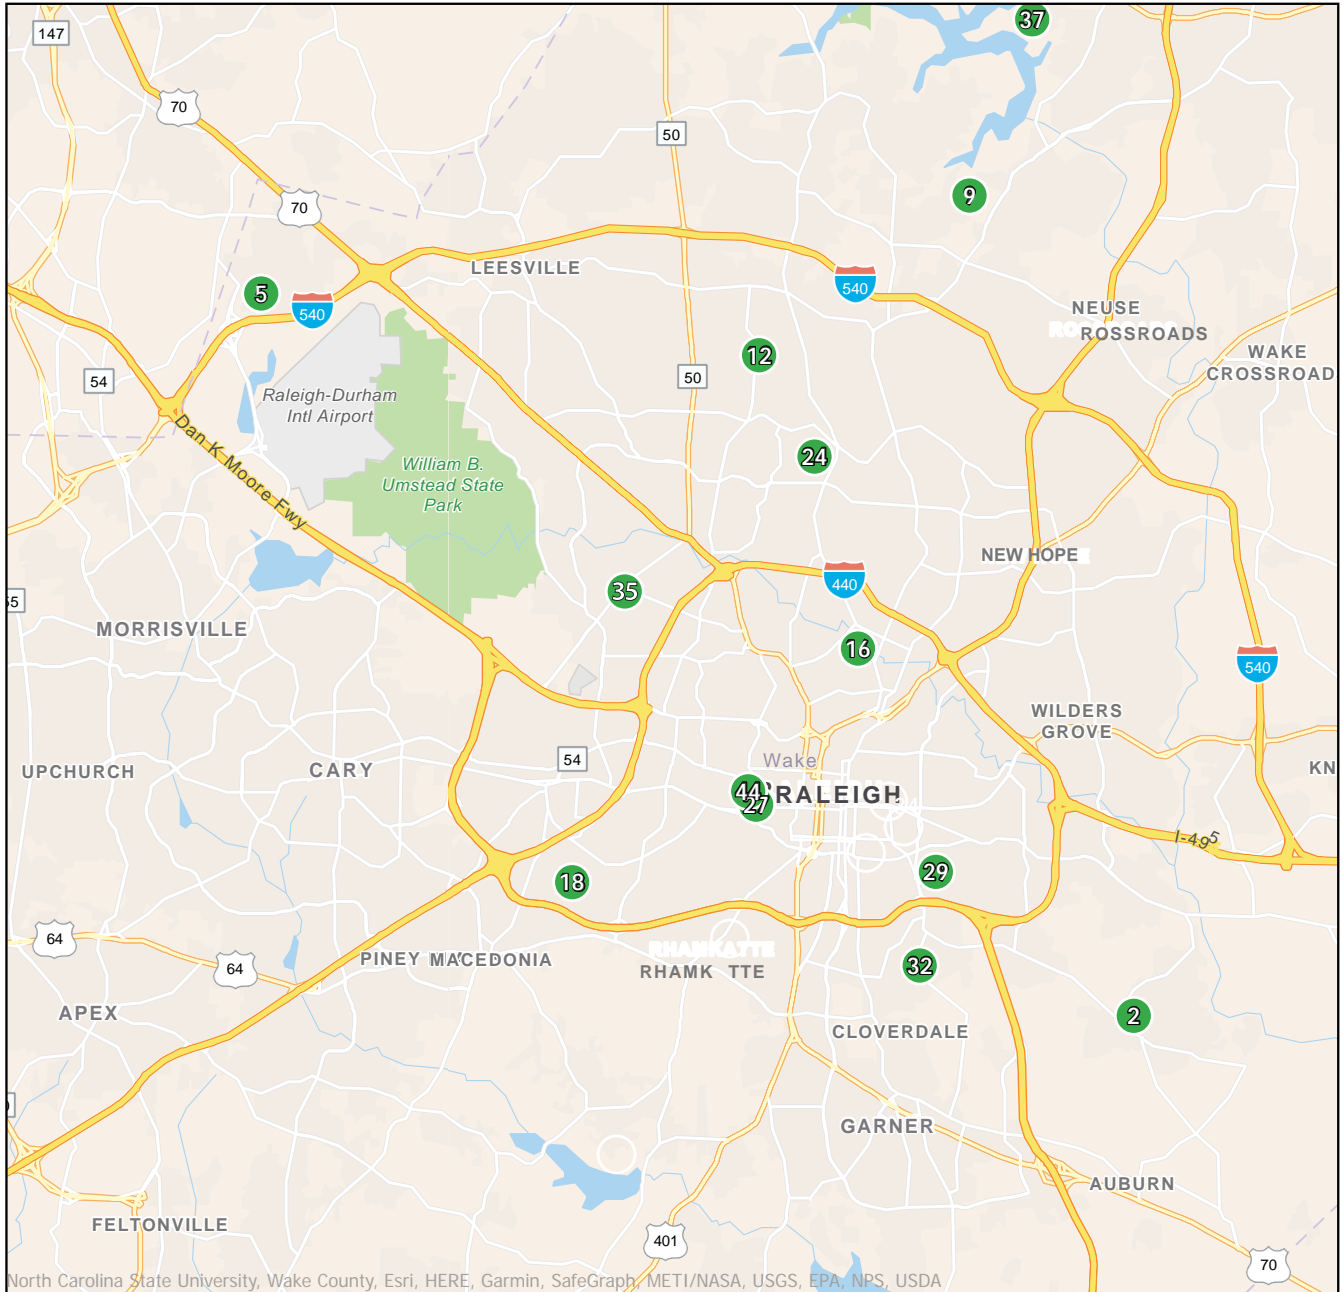 37
147
70
50
9
70
LEESVILLE
5
540
540
NEUSE
ROSSROADS
12
WAKE
CROSSROAD
50
54
Raleigh-Durham
Intl Airport
Dan K Moore Fwy
24
William B.
Umstead State
Park
NEW HOPE
440
35
55
MORRISVILLE
16
540
WILDERS
GROVE
54
Wake
UPCHURCH
CARY
KN
44
RALEIGH
27
I-495
29
18
64
64
PINEY MACEDONIA
RHAMK TTE
32
APEX
2
CLOVERDALE
GARNER
AUBURN
FELTONVILLE
401
70
North Carolina State University, Wake County, Esri, HERE, Garmin, SafeGraph, METI/NASA, USGS, EPA, NPS, USDA